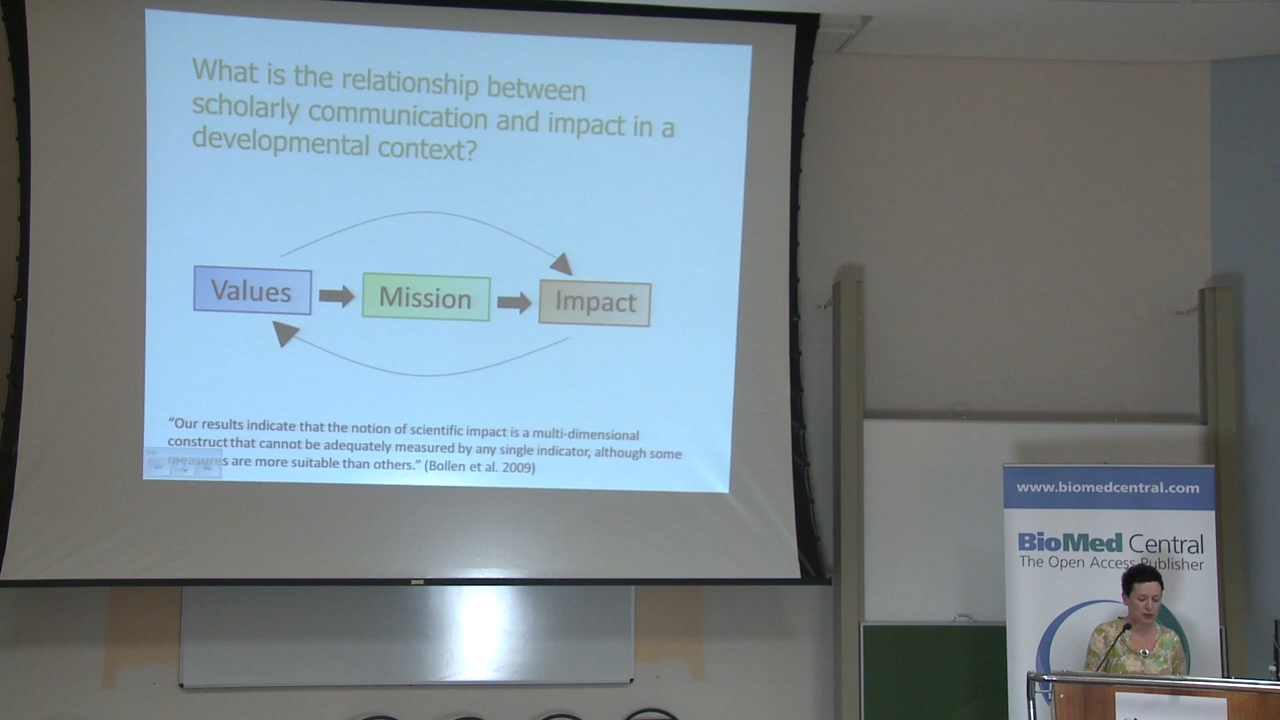 What is the relationship between
scholarly communication and impact in a
developmental context?
Values
Mission
Impact
“Our results indicate that the notion of scientific impact is a multi-dimensional
construct that cannot be adequately measured by any single indicator, although some
measures are more suitable than others.” (Bollen et al. 2009)
www.biomedcentral.com
BioMed Central
The Open Access Publisher